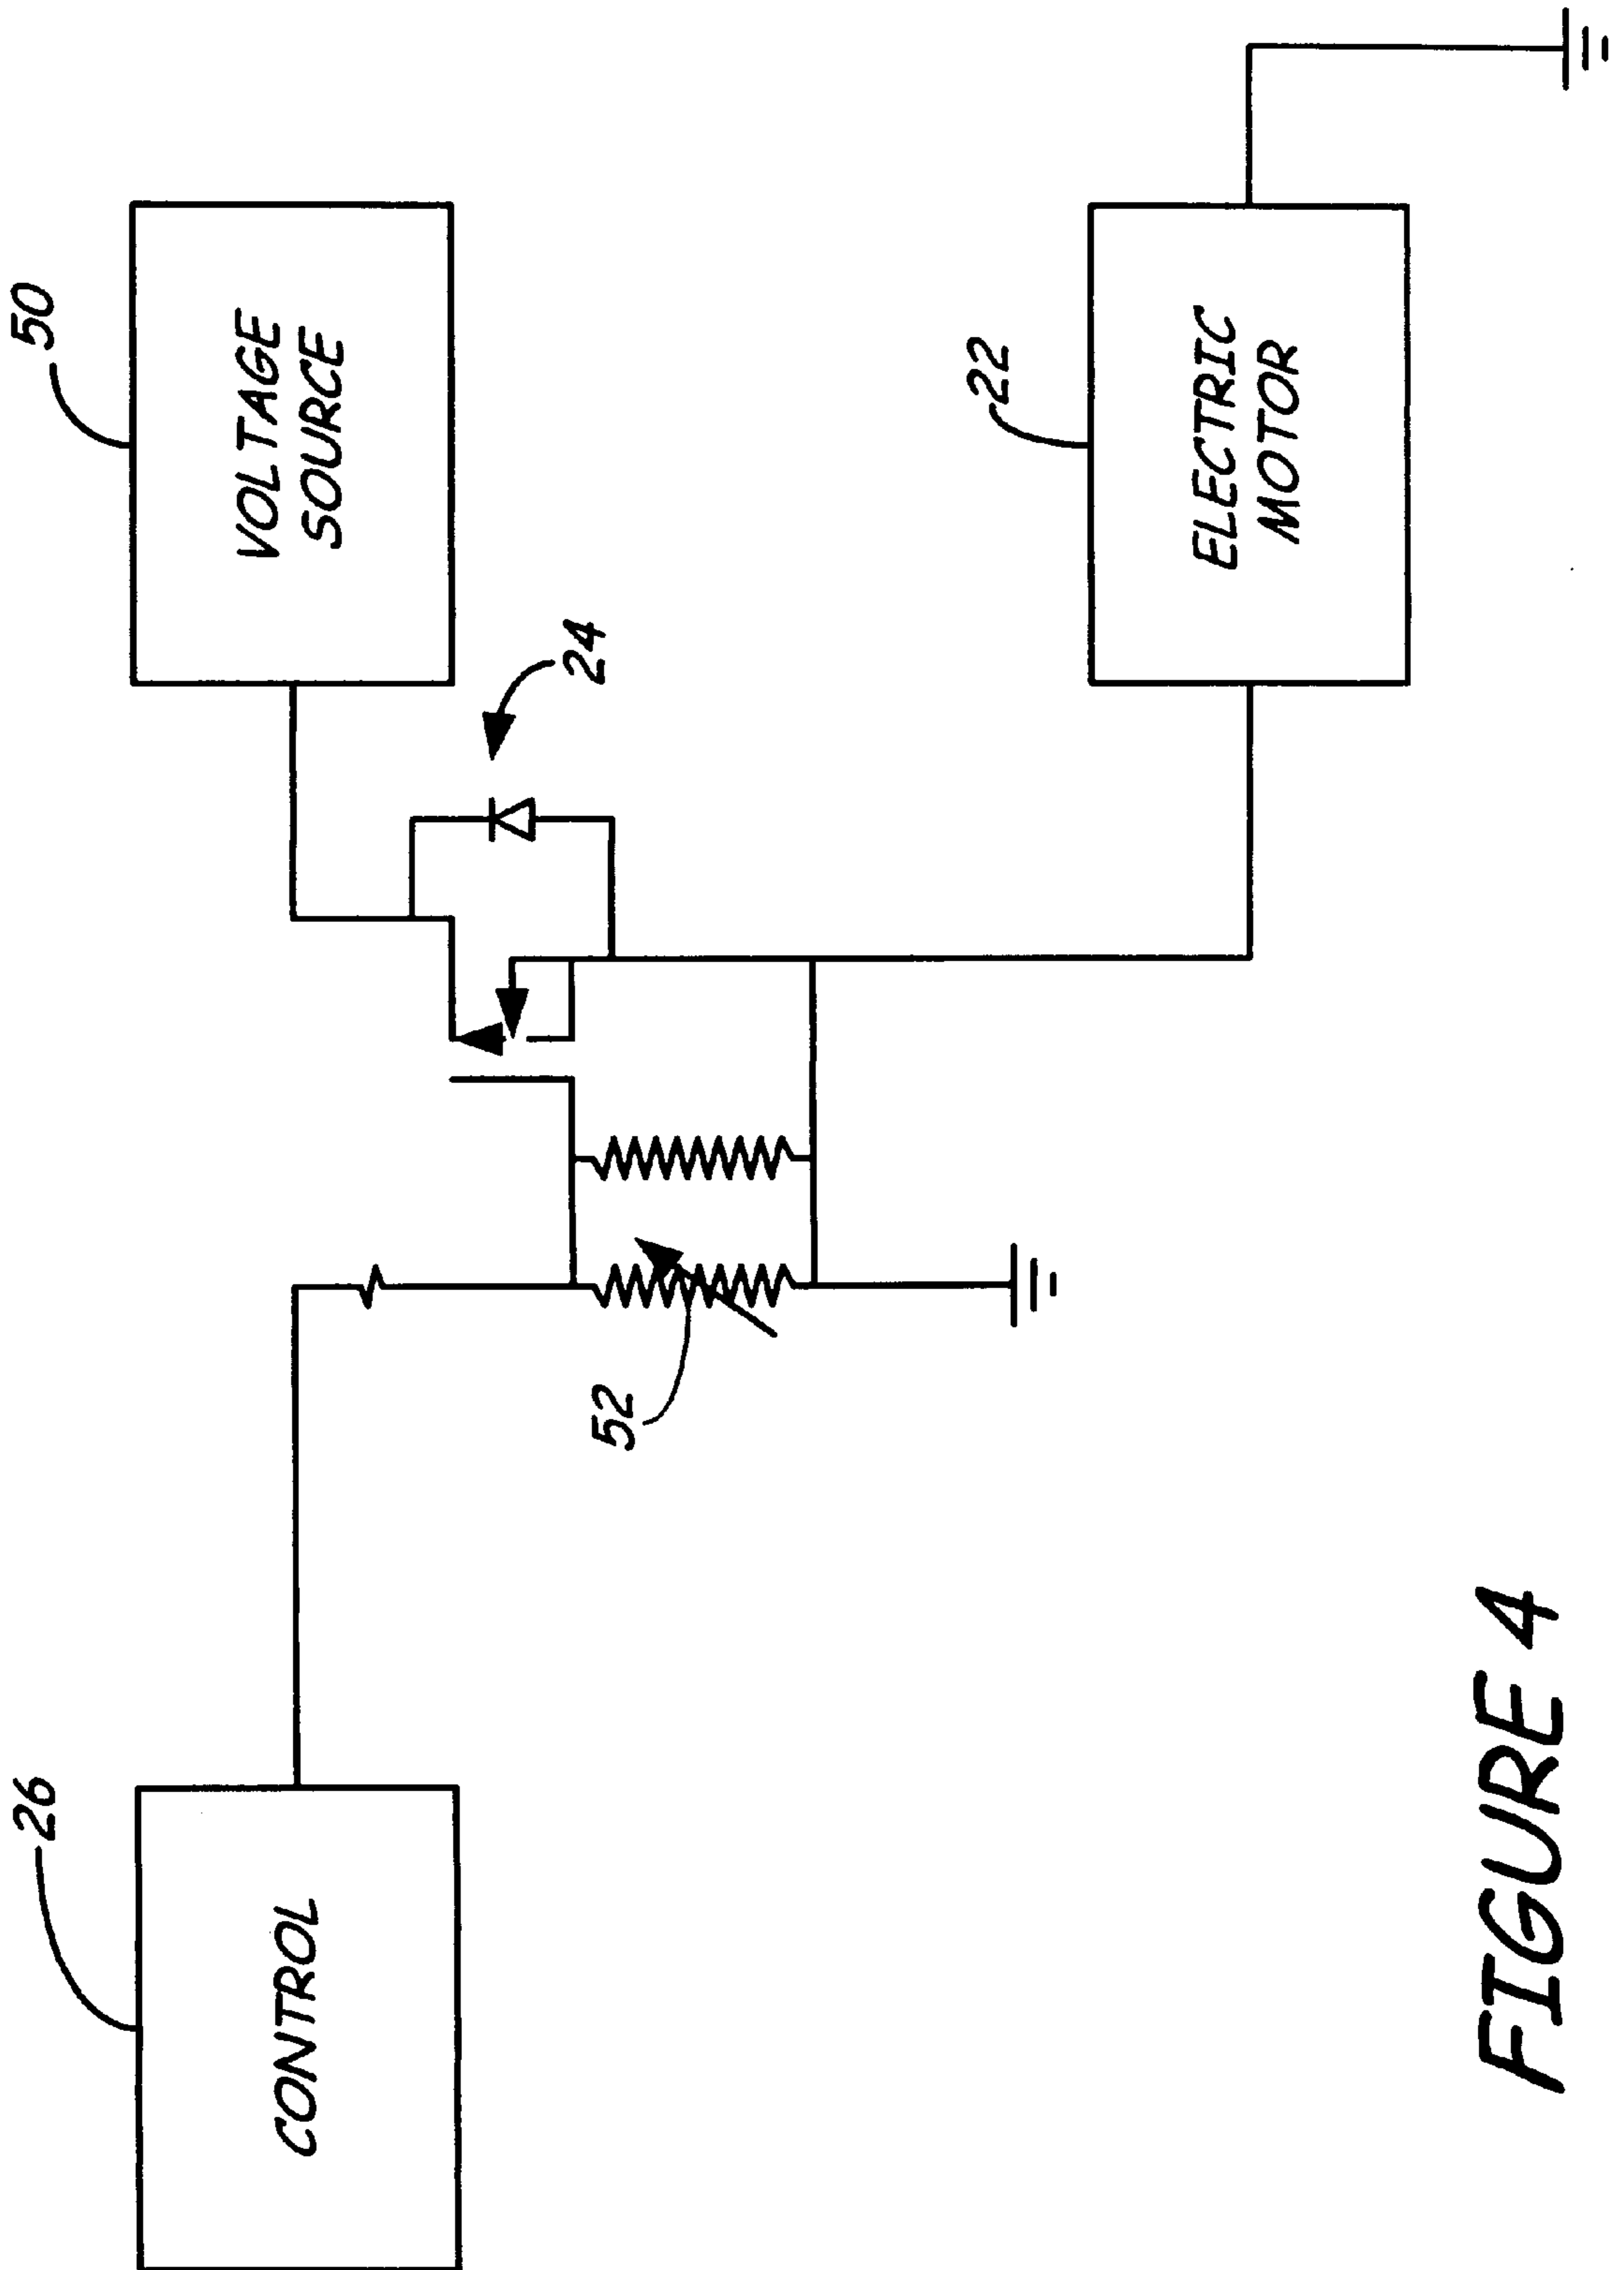 26
CONTROL
52
24
50
VOLTAGE
SOURCE
22
ELECTRIC
MOTOR
FIGURE 4